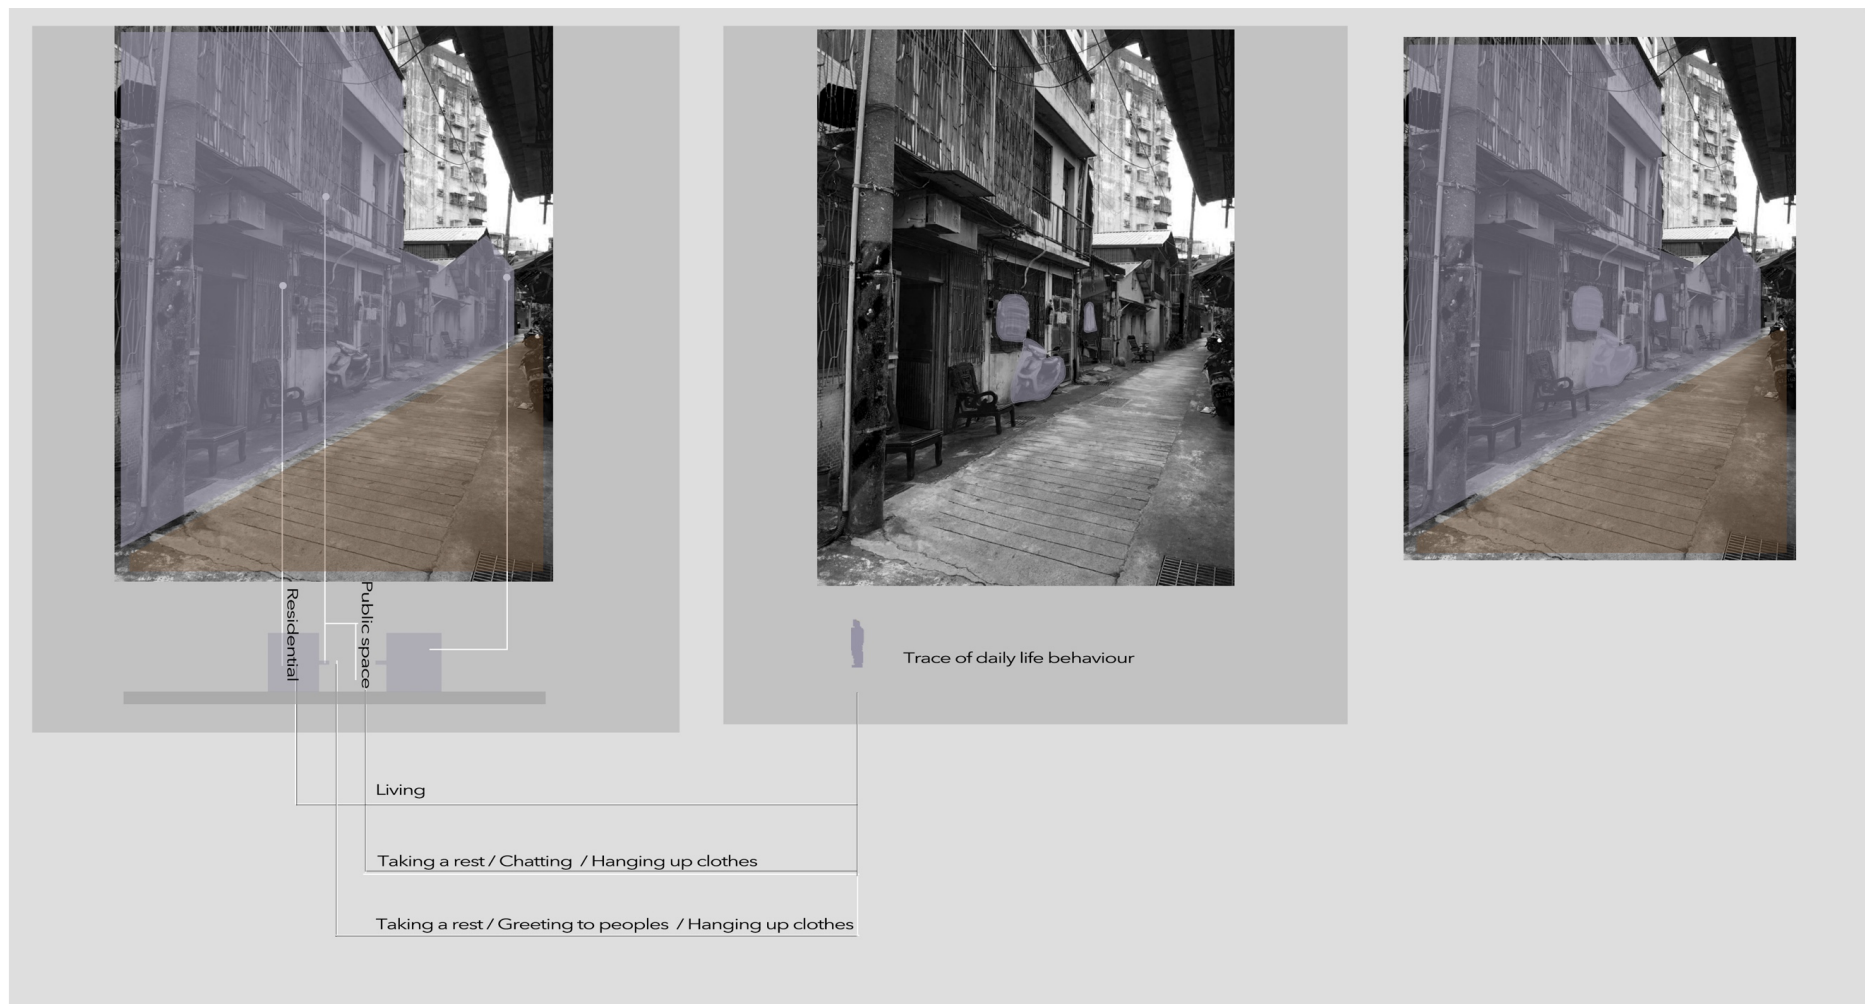 Residential
Public space
Trace of daily life behaviour
Living
Taking a rest / Chatting / Hanging up clothes
Taking a rest / Greeting to peoples / Hanging up clothes